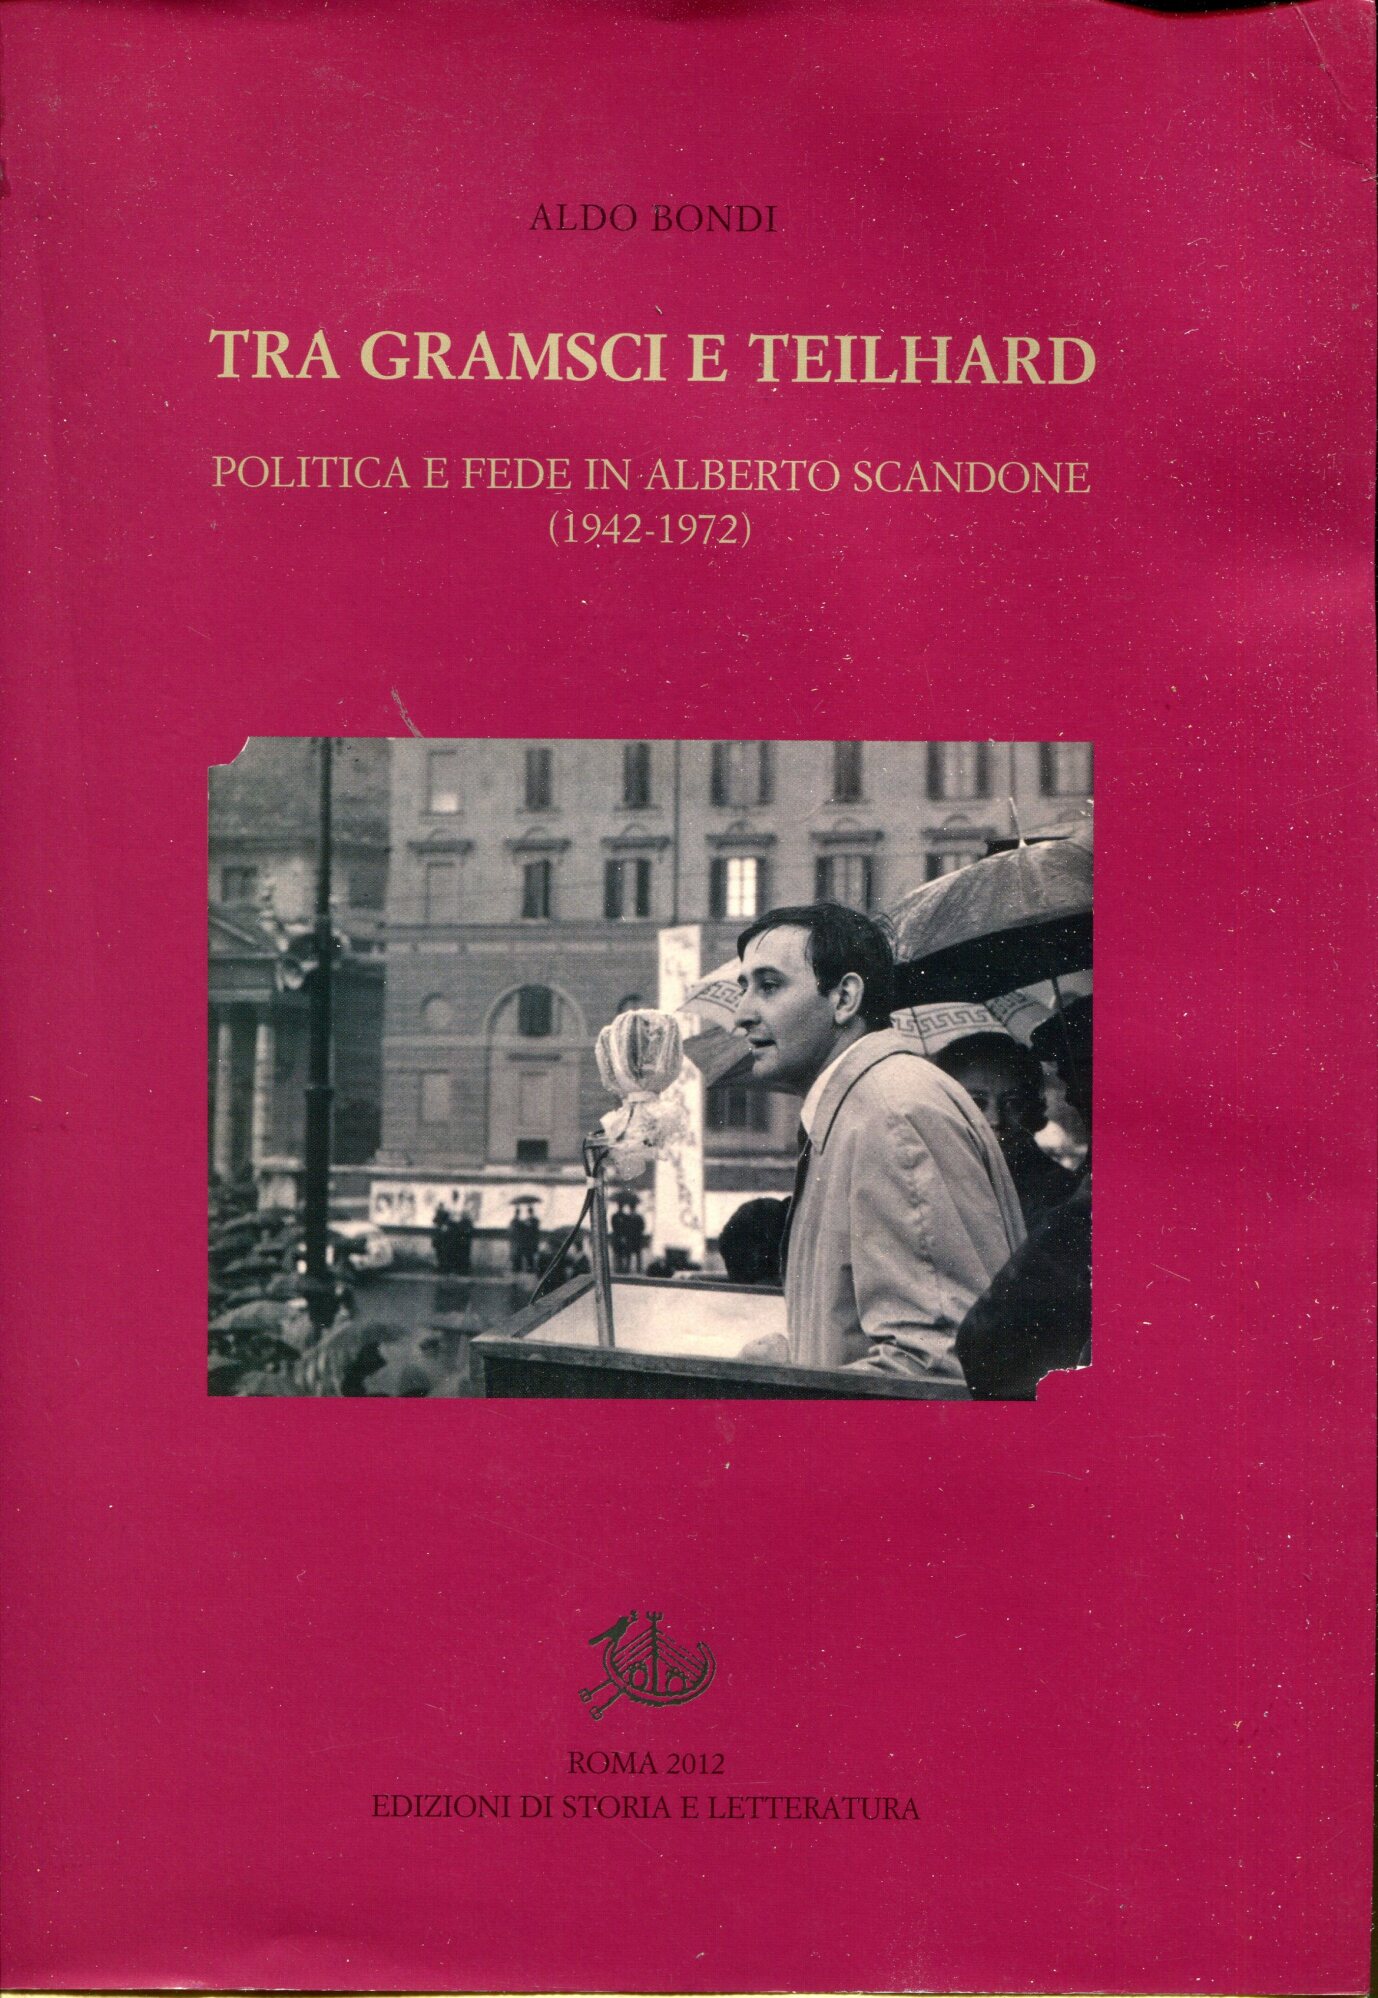 ALDO BONDI
TRA GRAMSCI E TEILHARD
POLITICA E FEDE IN ALBERTO SCANDONE
(1942-1972)
ROMA 2012
EDIZIONI DI STORIA E LETTERATURA